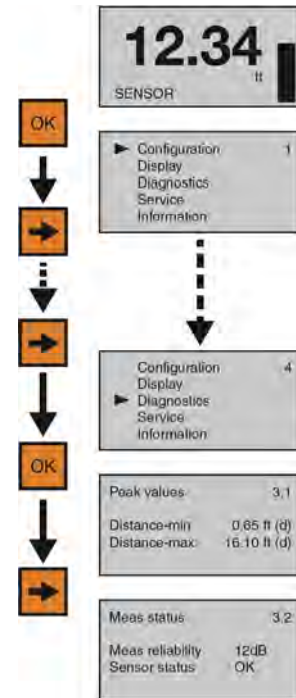 12.34
ft
SENSOR
OK
Configuration 1
Display
Diagnostics
Service
Information
Configuration 4
Display
Diagnostics
Service
Information
OK
Peak values 3.1
Distance-min 0.65 ft (d)
Distance-max 16.10 ft (d)
Meas status 3.2
Meas reliability 12dB
Sensor status OK